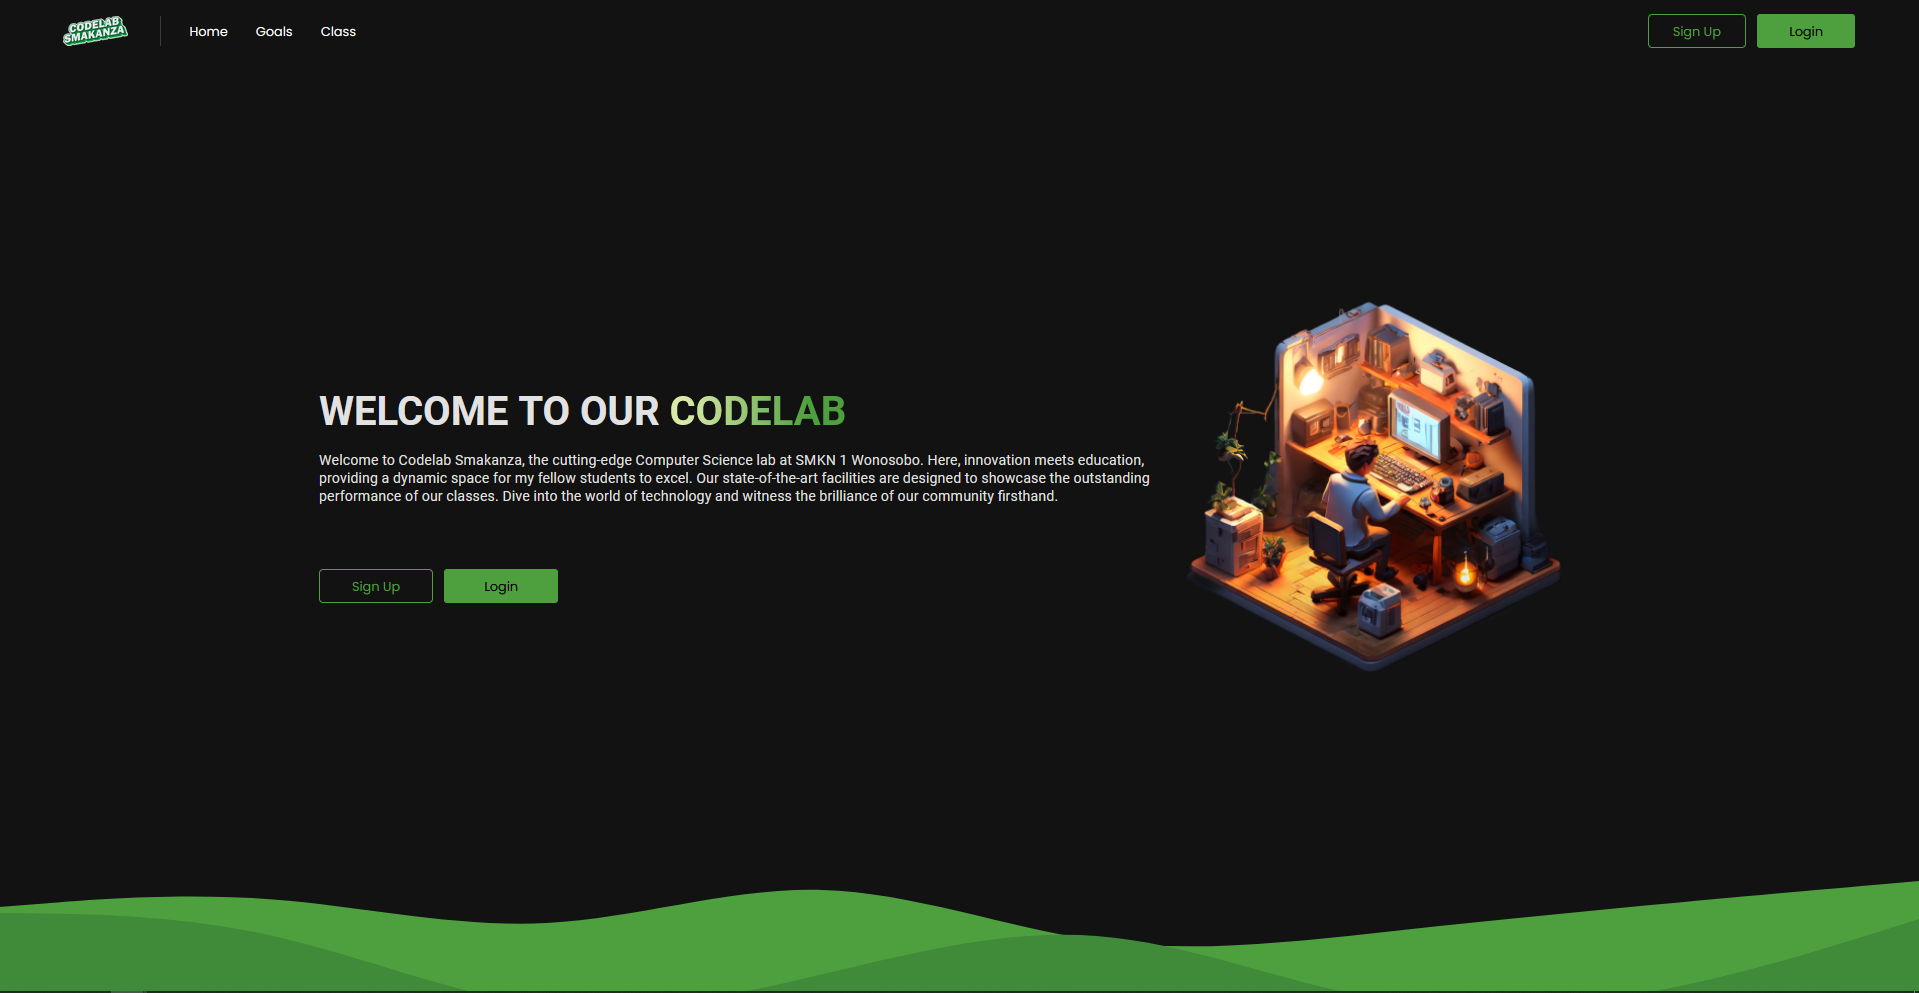 CODELAB
SMAKANZA
Home Goals Class Sign Up Login
WELCOME TO OUR CODELAB
Welcome to Codelab Smakanza, the cutting-edge Computer Science lab at SMKN 1 Wonosobo. Here, innovation meets education,
providing a dynamic space for my fellow students to excel. Our state-of-the-art facilities are designed to showcase the outstanding
performance of our classes. Dive into the world of technology and witness the brilliance of our community firsthand.
Sign Up Login